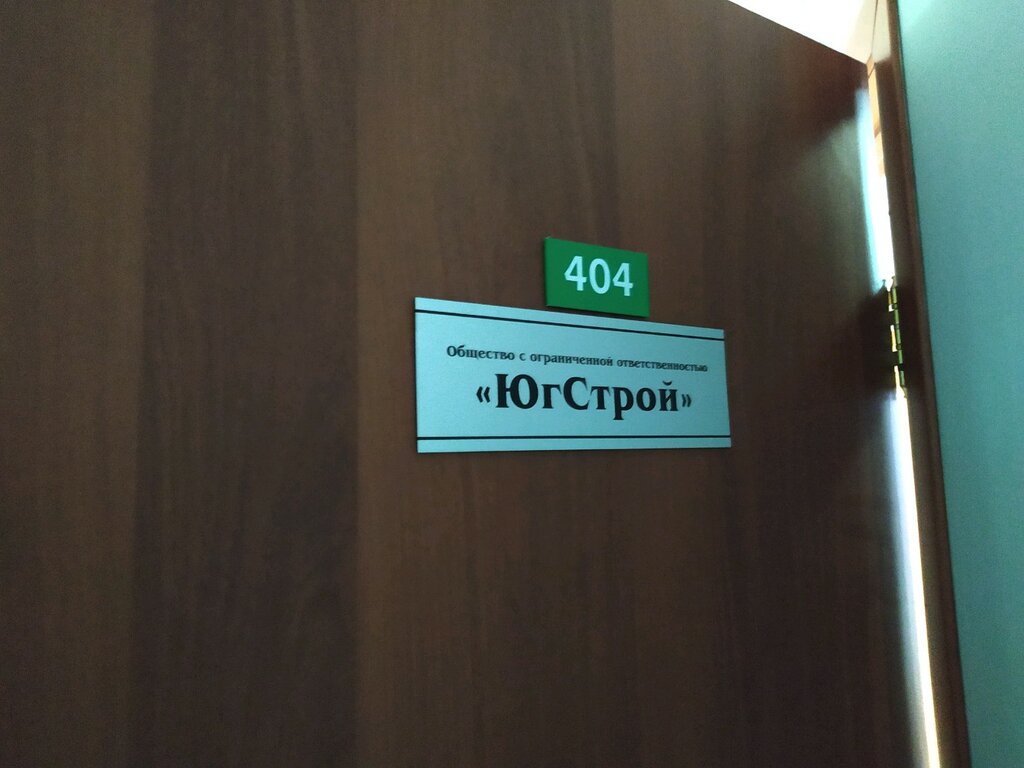 404
Общество с ограниченной ответственностью
«ЮгСтрой»